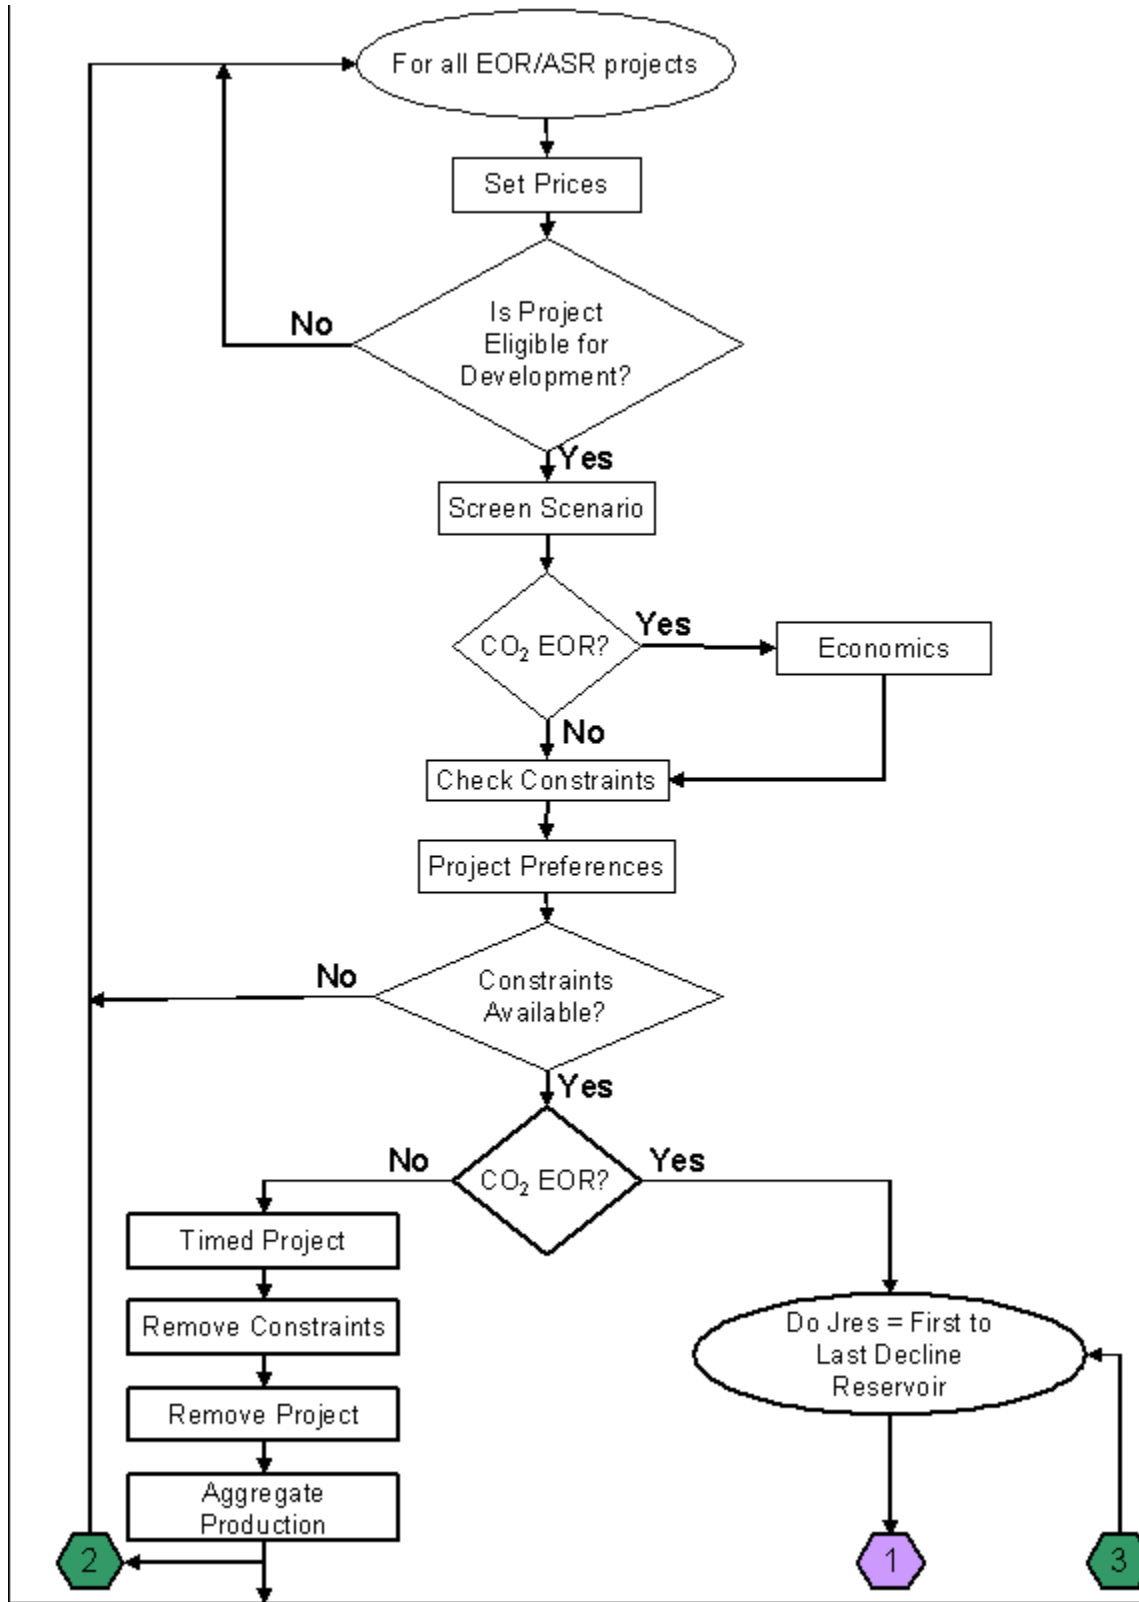 For all EOR/ASR projects
Set Prices
Is Project
Eligible for
Development?
No
Yes
Screen Scenario
CO₂ EOR?
Yes
Economics
No
Check Constraints
Project Preferences
Constraints
Available?
No
Yes
CO₂ EOR?
No
Yes
Timed Project
Remove Constraints
Remove Project
Aggregate
Production
Do Jres = First to
Last Decline
Reservoir
2
1
3